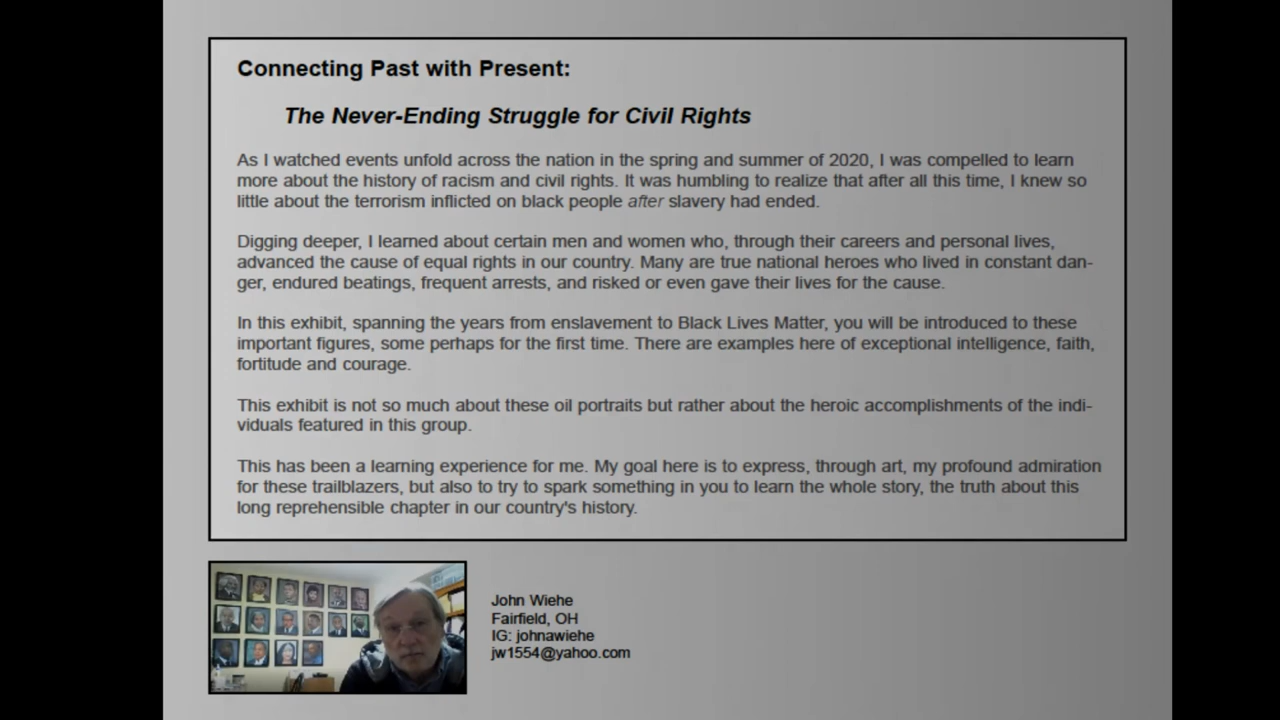 Connecting Past with Present:
The Never-Ending Struggle for Civil Rights
As I watched events unfold across the nation in the spring and summer of 2020, I was compelled to learn
more about the history of racism and civil rights. It was humbling to realize that after all this time, I knew so
little about the terrorism inflicted on black people after slavery had ended.
Digging deeper, I learned about certain men and women who, through their careers and personal lives,
advanced the cause of equal rights in our country. Many are true national heroes who lived in constant dan-
ger, endured beatings, frequent arrests, and risked or even gave their lives for the cause.
In this exhibit, spanning the years from enslavement to Black Lives Matter, you will be introduced to these
important figures, some perhaps for the first time. There are examples here of exceptional intelligence, faith,
fortitude and courage.
This exhibit is not so much about these oil portraits but rather about the heroic accomplishments of the indi-
viduals featured in this group.
This has been a learning experience for me. My goal here is to express, through art, my profound admiration
for these trailblazers, but also to try to spark something in you to learn the whole story, the truth about this
long reprehensible chapter in our country's history.
John Wiehe
Fairfield, OH
IG: johnawiehe
jw1554@yahoo.com